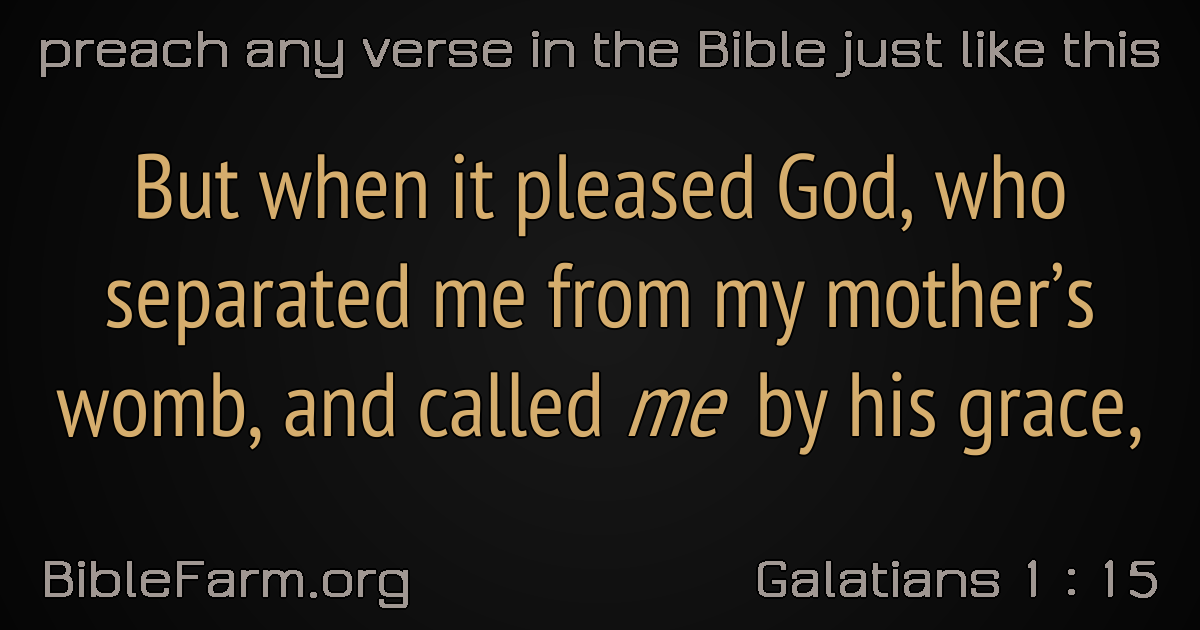 preach any verse in the Bible just like this
But when it pleased God, who
separated me from my mother’s
womb, and called me by his grace,
BibleFarm.org
Galatians 1 : 15